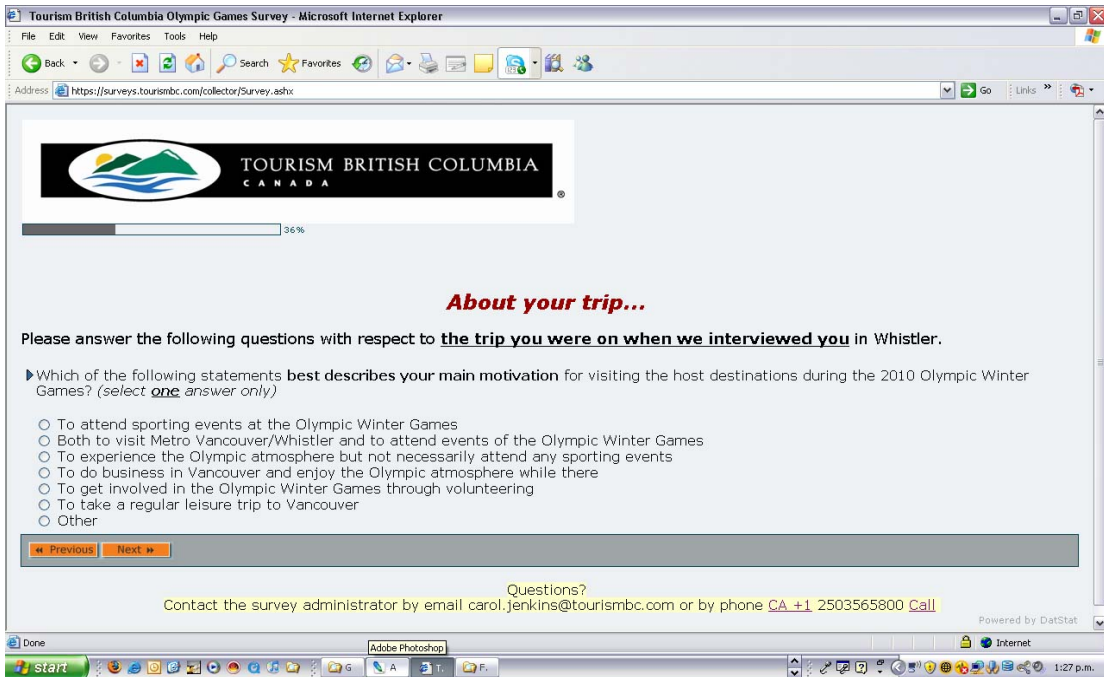 Tourism British Columbia Olympic Games Survey - Microsoft Internet Explorer
File Edit View Favorites Tools Help
Back Search Favorites
Address https://surveys.tourismbc.com/collector/Survey.ashx Go Links »
TOURISM BRITISH COLUMBIA
CANADA
®
36%
About your trip...
Please answer the following questions with respect to the trip you were on when we interviewed you in Whistler.
Which of the following statements best describes your main motivation for visiting the host destinations during the 2010 Olympic Winter
Games? (select one answer only)
To attend sporting events at the Olympic Winter Games
Both to visit Metro Vancouver/Whistler and to attend events of the Olympic Winter Games
To experience the Olympic atmosphere but not necessarily attend any sporting events
To do business in Vancouver and enjoy the Olympic atmosphere while there
To get involved in the Olympic Winter Games through volunteering
To take a regular leisure trip to Vancouver
Other
« Previous Next »
Questions?
Contact the survey administrator by email carol.jenkins@tourismbc.com or by phone CA +1 2503565800 Call
Powered by DatStat
Done Internet
Adobe Photoshop
start G A T. F. 1:27 p.m.